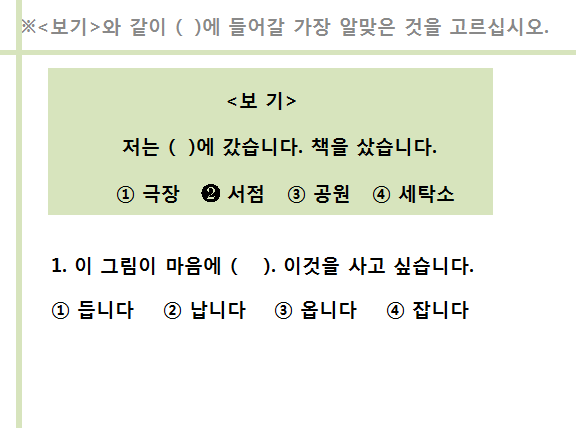 ※<보기>와 같이 (  )에 들어갈 가장 알맞은 것을 고르십시오.
<보 기>
저는 (  )에 갔습니다. 책을 샀습니다.
① 극장 ❷ 서점 ③ 공원 ④ 세탁소
1. 이 그림이 마음에 (    ). 이것을 사고 싶습니다.
① 듭니다 ② 납니다 ③ 옵니다 ④ 잡니다